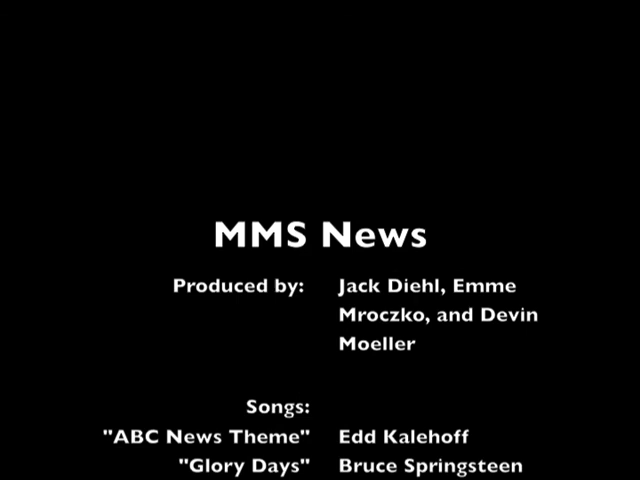 MMS News
Produced by: Jack Diehl, Emme
Mroczko, and Devin
Moeller
Songs:
"ABC News Theme" Edd Kalehoff
"Glory Days" Bruce Springsteen